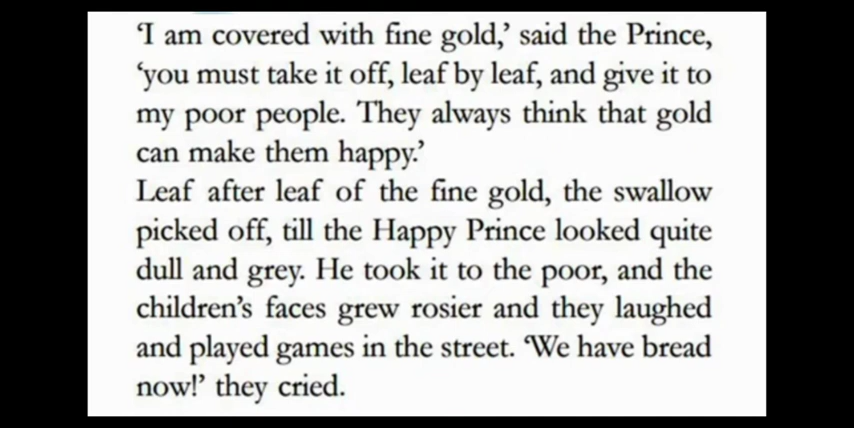 ‘I am covered with fine gold,’ said the Prince,
‘you must take it off, leaf by leaf, and give it to
my poor people. They always think that gold
can make them happy.’
Leaf after leaf of the fine gold, the swallow
picked off, till the Happy Prince looked quite
dull and grey. He took it to the poor, and the
children’s faces grew rosier and they laughed
and played games in the street. ‘We have bread
now!’ they cried.